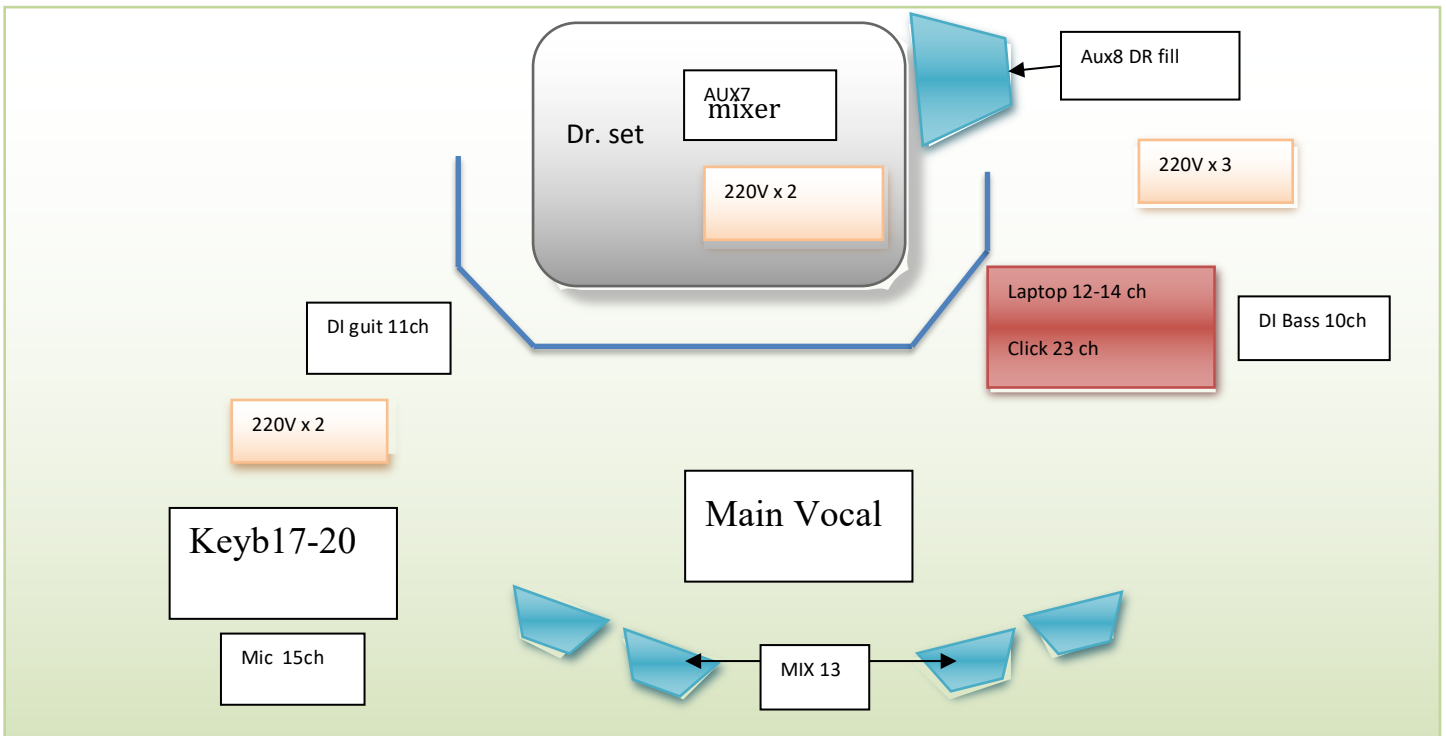 Aux8 DR fill
AUX7
mixer
Dr. set
220V x 2
220V x 3
Laptop 12-14 ch
Click 23 ch
DI Bass 10ch
DI guit 11ch
220V x 2
Main Vocal
Keyb17-20
Mic  15ch
MIX 13